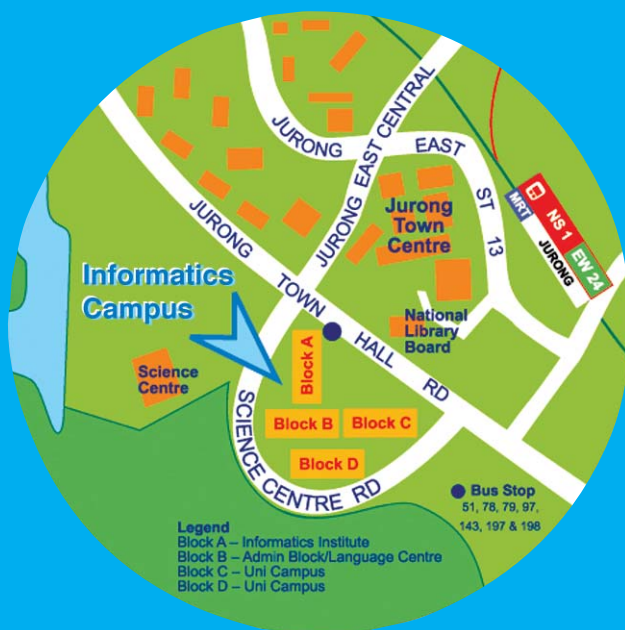 JURONG EAST CENTRAL
JURONG EAST ST 13
MRT
NS 1
EW 24
JURONG
Jurong
Town
Centre
JURONG TOWN HALL RD
Informatics
Campus
National
Library
Board
Science
Centre
Block A
Block B
Block C
Block D
SCIENCE CENTRE RD
Bus Stop
51, 78, 79, 97,
143, 197 & 198
Legend
Block A – Informatics Institute
Block B – Admin Block/Language Centre
Block C – Uni Campus
Block D – Uni Campus